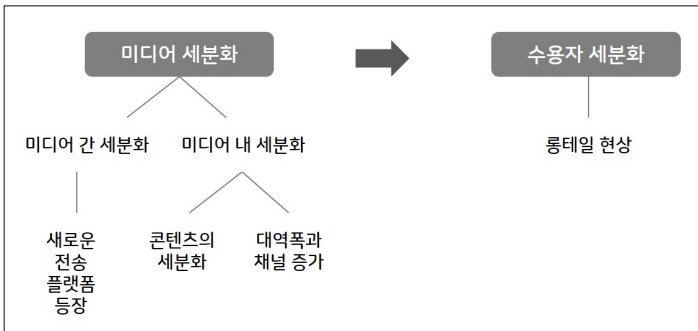 미디어 세분화
수용자 세분화
미디어 간 세분화
미디어 내 세분화
롱테일 현상
새로운
전송
플랫폼
등장
콘텐츠의
세분화
대역폭과
채널 증가